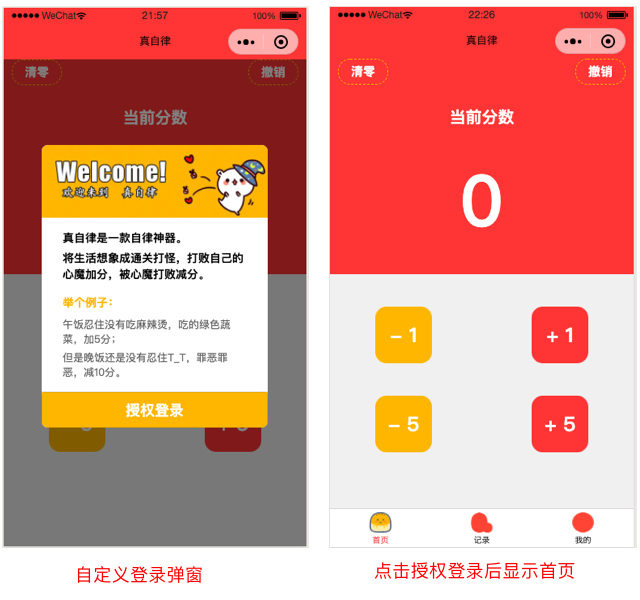 WeChat
21:57
100%
真自律
清零
撤销
当前分数
Welcome!
欢迎来到 真自律
真自律是一款自律神器。
将生活想象成通关打怪，打败自己的
心魔加分，被心魔打败减分。
举个例子：
午饭忍住没有吃麻辣烫，吃的绿色蔬
菜，加5分；
但是晚饭还是没有忍住T_T，罪恶罪
恶，减10分。
授权登录
自定义登录弹窗
WeChat
22:26
100%
真自律
清零
撤销
当前分数
0
－1
＋1
－5
＋5
首页
记录
我的
点击授权登录后显示首页